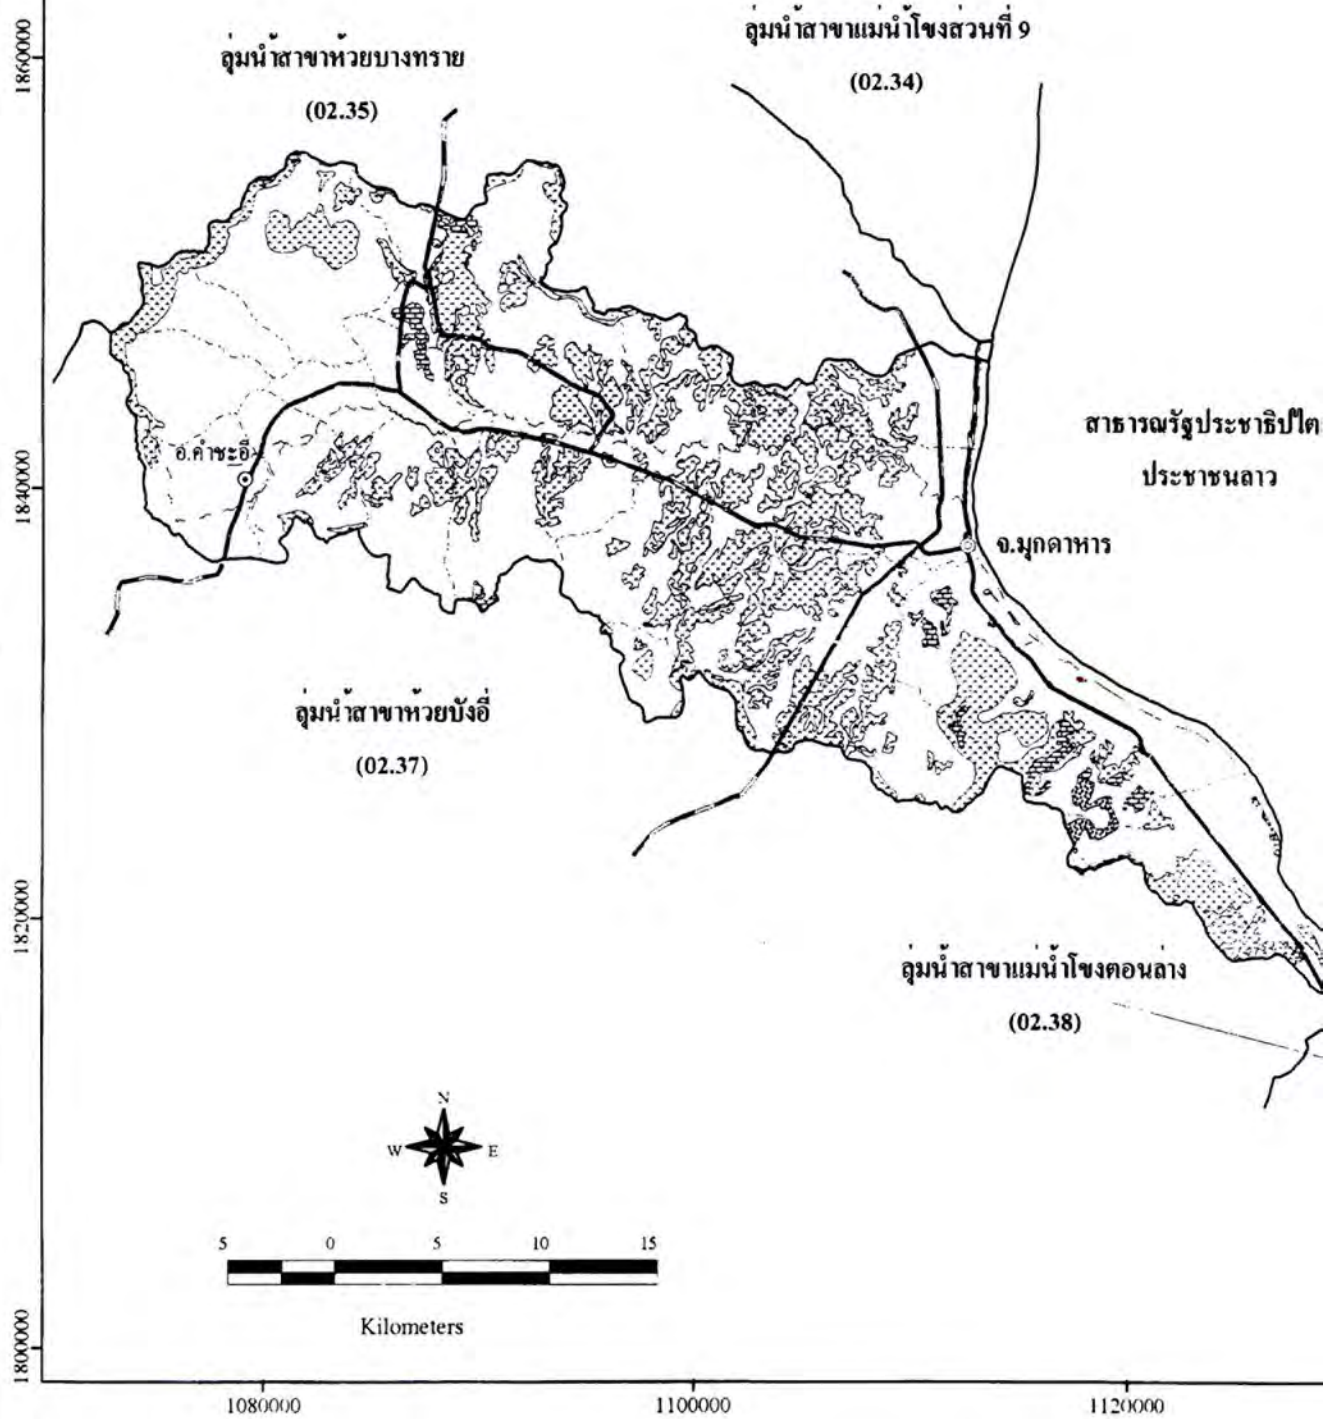 1860000
ลุ่มน้ำสาขาห้วยบางทราย
(02.35)
ลุ่มน้ำสาขาแม่น้ำโขงส่วนที่ 9
(02.34)
สาธารณรัฐประชาธิปไต
ประชาชนลาว
อ.คำชะอี
1840000
จ.มุกดาหาร
ลุ่มน้ำสาขาห้วยบังอี่
(02.37)
1820000
ลุ่มน้ำสาขาแม่น้ำโขงตอนล่าง
(02.38)
N
W E
S
5 0 5 10 15
Kilometers
1800000
1080000 1100000 1120000